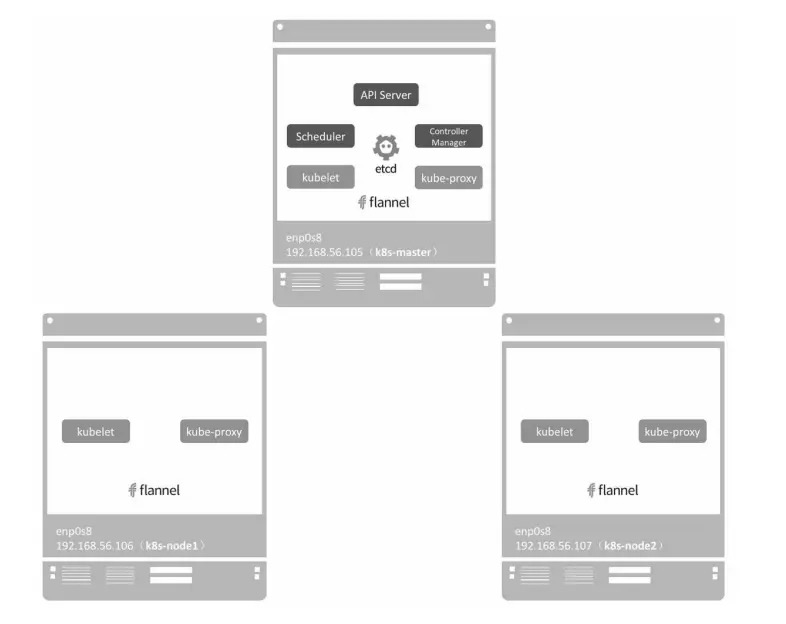 API Server
Scheduler
Controller
Manager
etcd
kubelet
kube-proxy
flannel
enp0s8
192.168.56.105（k8s-master）
kubelet
kube-proxy
flannel
enp0s8
192.168.56.106（k8s-node1）
kubelet
kube-proxy
flannel
enp0s8
192.168.56.107（k8s-node2）